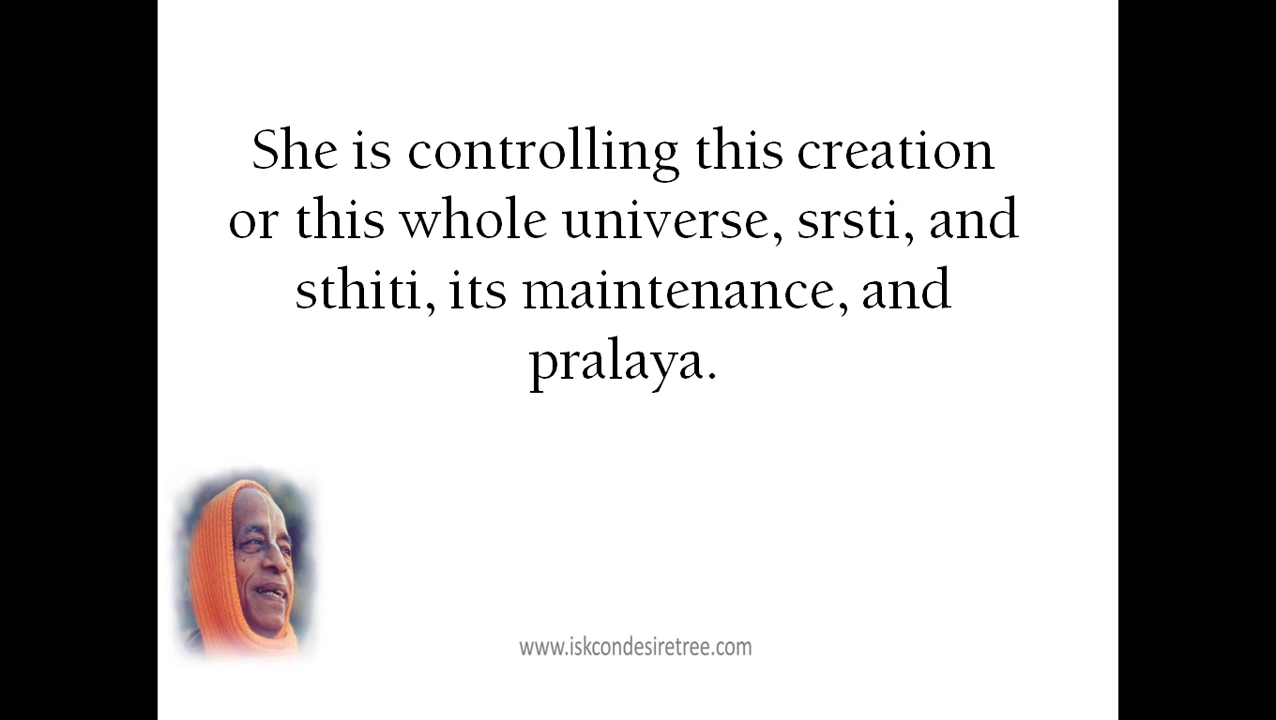 She is controlling this creation
or this whole universe, srsti, and
sthiti, its maintenance, and
pralaya.
www.iskcondesiretree.com